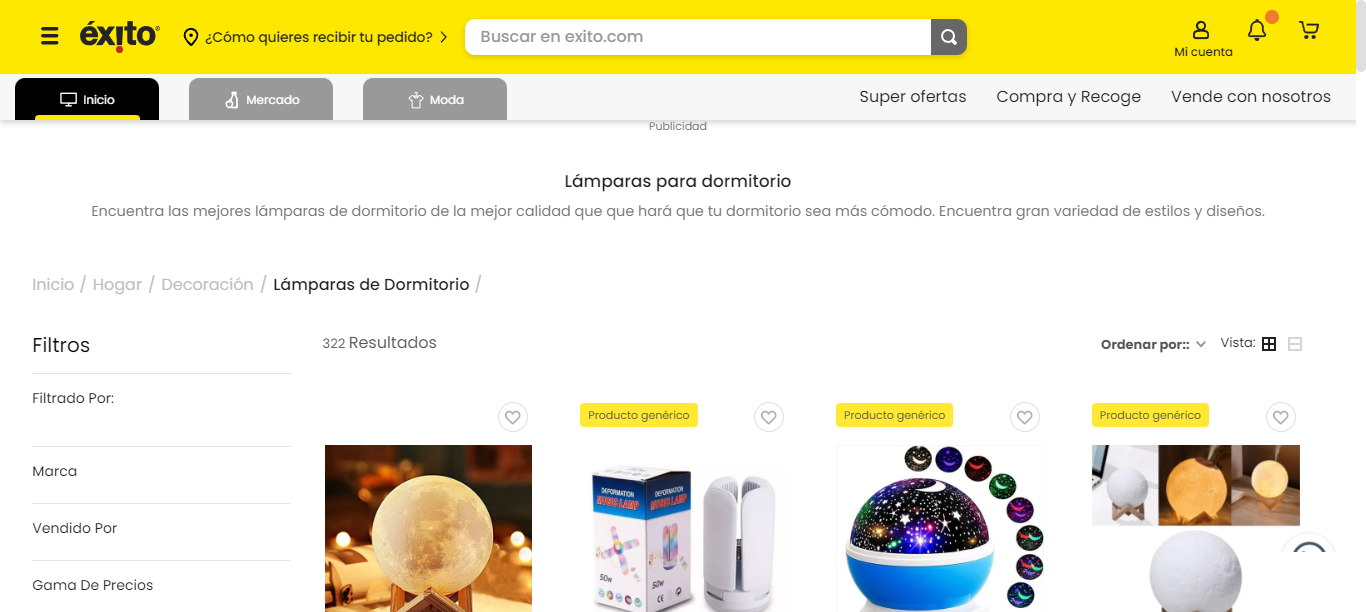 éxito
¿Cómo quieres recibir tu pedido?
Buscar en exito.com
Mi cuenta
Inicio
Mercado
Moda
Super ofertas
Compra y Recoge
Vende con nosotros
Publicidad
Lámparas para dormitorio
Encuentra las mejores lámparas de dormitorio de la mejor calidad que que hará que tu dormitorio sea más cómodo. Encuentra gran variedad de estilos y diseños.
Inicio / Hogar / Decoración / Lámparas de Dormitorio /
Filtros
322 Resultados
Ordenar por::
Vista:
Filtrado Por:
Marca
Vendido Por
Gama De Precios
Producto genérico
Producto genérico
Producto genérico
DEFORMATION
MUSIC LAMP
50w
DEFORMATION
MUSIC LAMP
50w